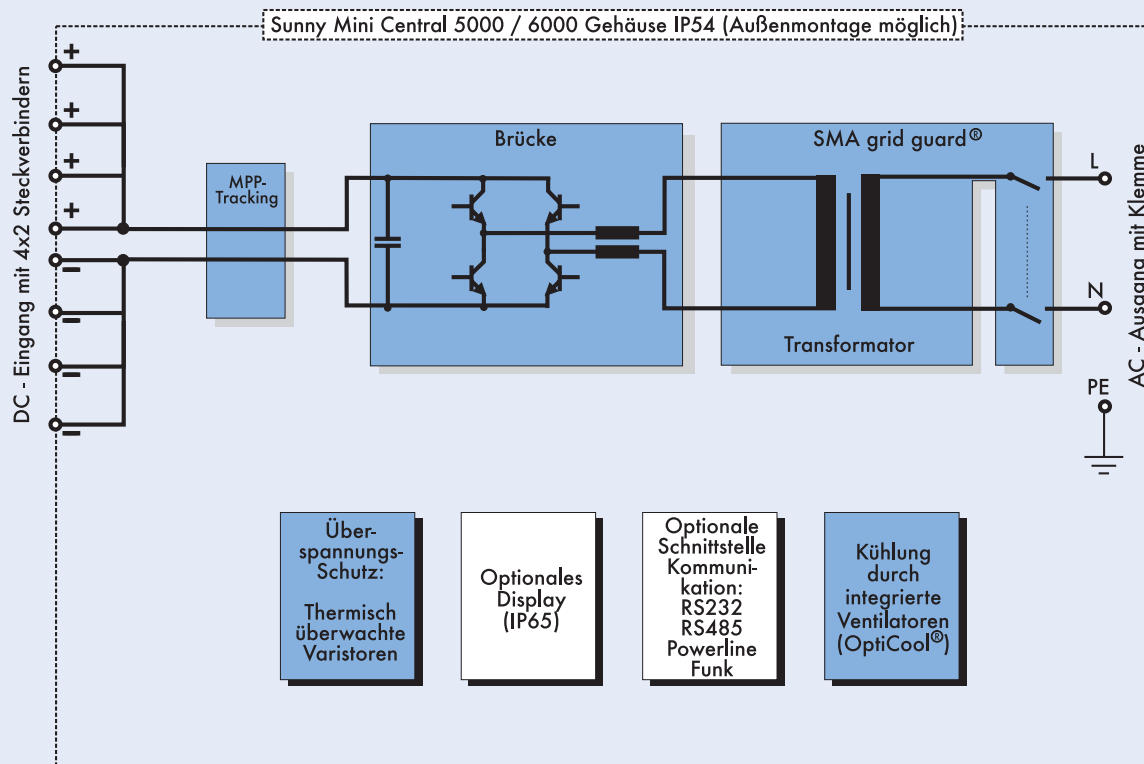 Sunny Mini Central 5000 / 6000 Gehäuse IP54 (Außenmontage möglich)
DC - Eingang mit 4x2 Steckverbindern
+
+
+
+
−
−
−
−
MPP-
Tracking
Brücke
SMA grid guard®
Transformator
L
N
PE
AC - Ausgang mit Klemme
Über-
spannungs-
Schutz:
Thermisch
überwachte
Varistoren
Optionales
Display
(IP65)
Optionale
Schnittstelle
Kommuni-
kation:
RS232
RS485
Powerline
Funk
Kühlung
durch
integrierte
Ventilatoren
(OptiCool®)